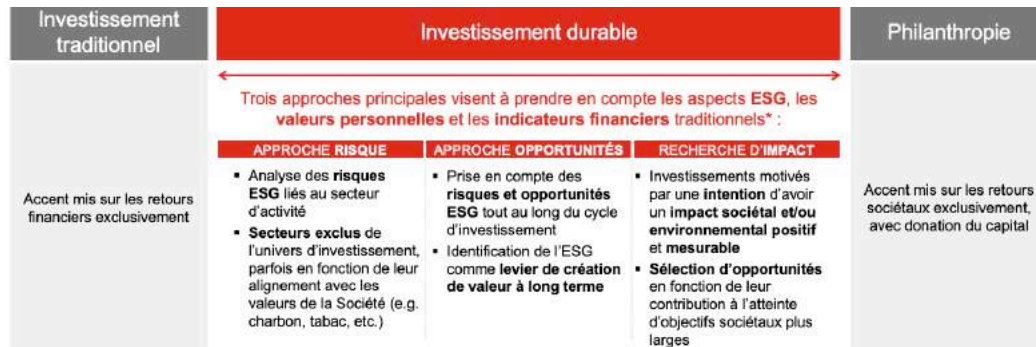 Investissement
traditionnel
Investissement durable
Philanthropie
Accent mis sur les retours
financiers exclusivement
Trois approches principales visent à prendre en compte les aspects ESG, les
valeurs personnelles et les indicateurs financiers traditionnels* :
APPROCHE RISQUE
▪ Analyse des risques
ESG liés au secteur
d'activité
▪ Secteurs exclus de
l'univers d'investissement,
parfois en fonction de leur
alignement avec les
valeurs de la Société (e.g.
charbon, tabac, etc.)
APPROCHE OPPORTUNITÉS
▪ Prise en compte des
risques et opportunités
ESG tout au long du cycle
d'investissement
▪ Identification de l'ESG
comme levier de création
de valeur à long terme
RECHERCHE D'IMPACT
▪ Investissements motivés
par une intention d'avoir
un impact sociétal et/ou
environnemental positif
et mesurable
▪ Sélection d'opportunités
en fonction de leur
contribution à l'atteinte
d'objectifs sociétaux plus
larges
Accent mis sur les retours
sociétaux exclusivement,
avec donation du capital